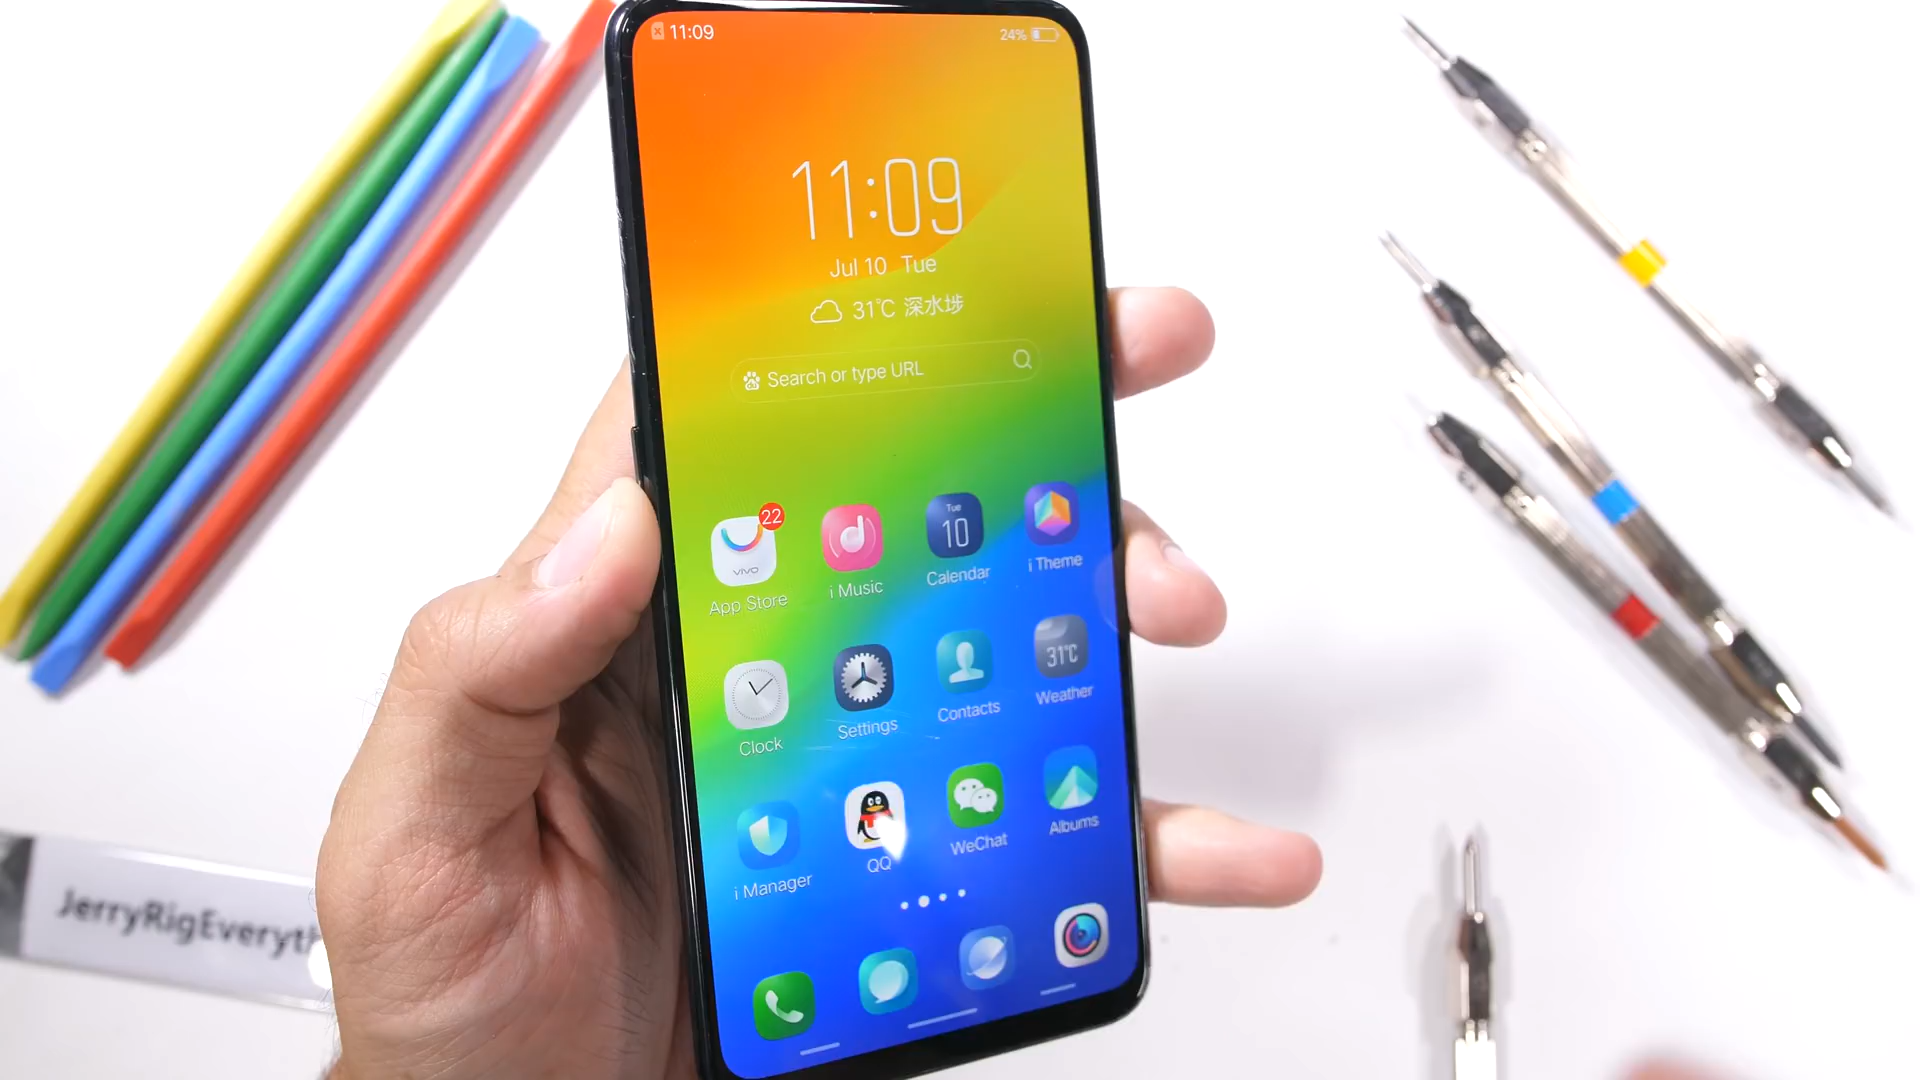 11:09
24%
11:09
Jul 10 Tue
31℃ 深水埗
Search or type URL
22
vivo
App Store
i Music
Tue
10
Calendar
i Theme
Clock
Settings
Contacts
31℃
Weather
i Manager
QQ
WeChat
Albums
JerryRigEveryth